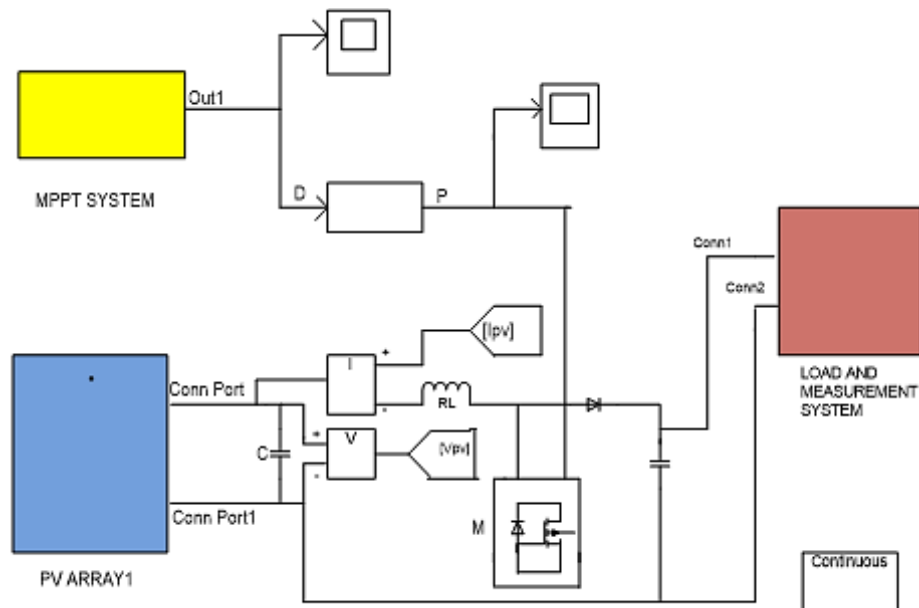 Out1
MPPT SYSTEM
D
P
Conn1
Conn2
LOAD AND
MEASUREMENT
SYSTEM
[Ipv]
I
+
-
RL
Conn Port
C
+
V
-
[Vpv]
Conn Port1
M
PV ARRAY1
Continuous